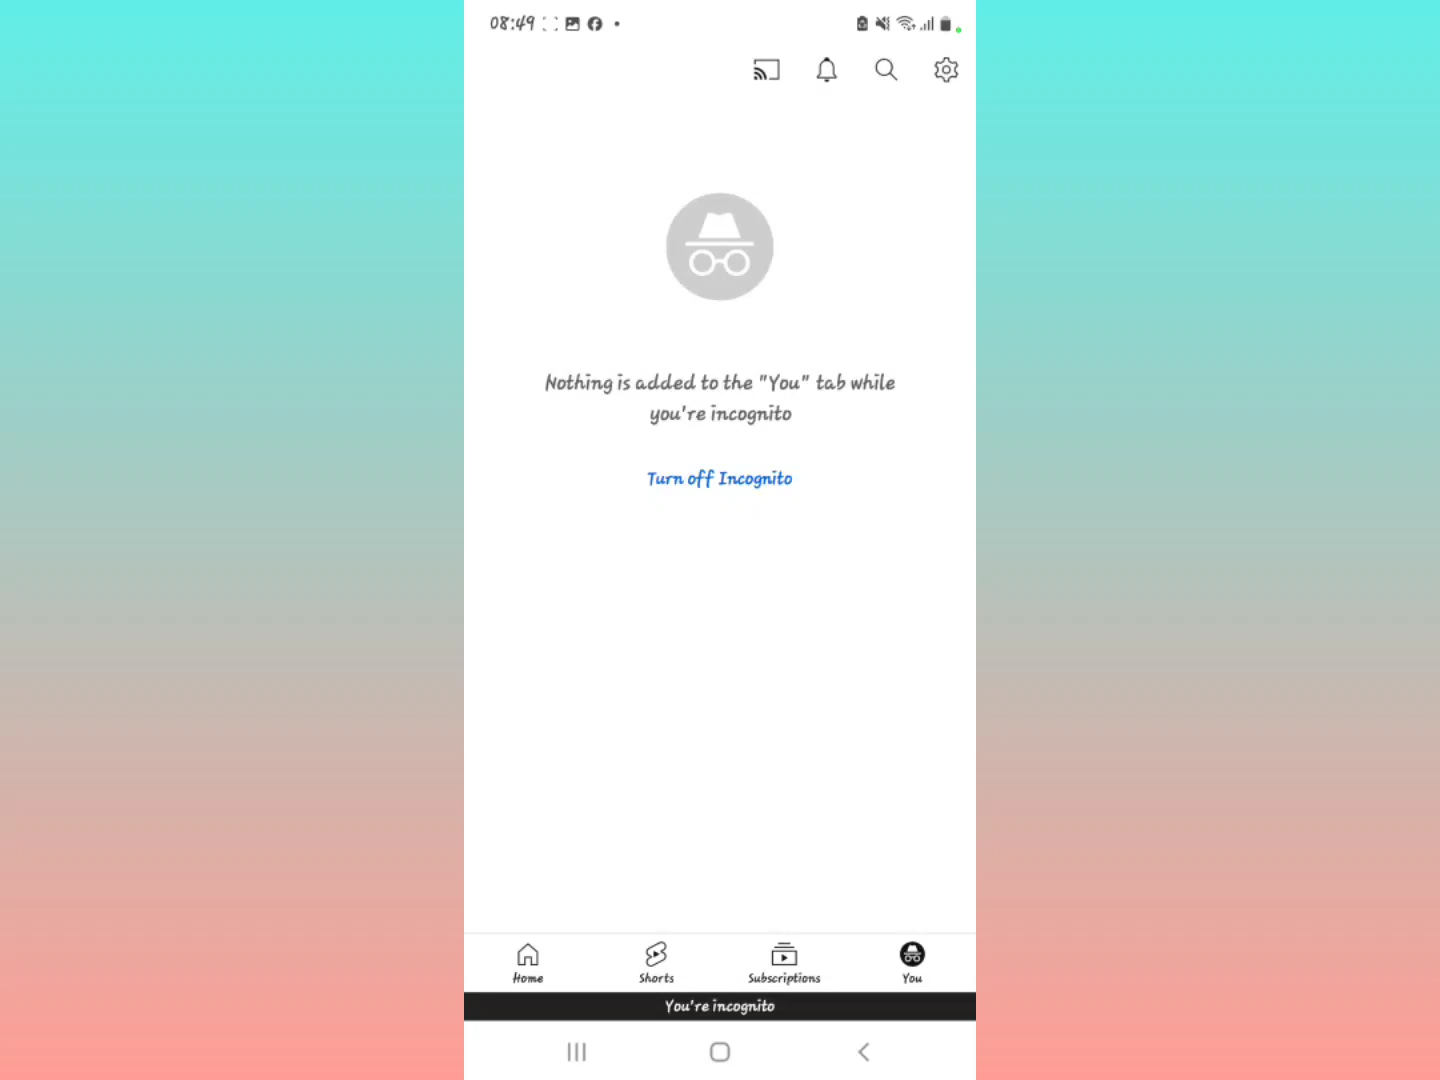 08:49
Nothing is added to the "You" tab while
you're incognito
Turn off Incognito
Home
Shorts
Subscriptions
You
You're incognito